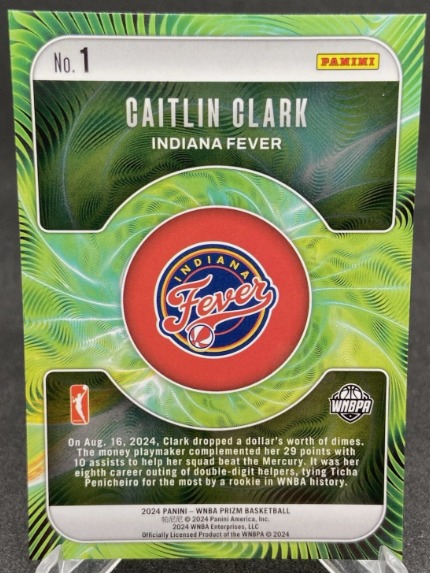 No. 1
PANINI
CAITLIN CLARK
INDIANA FEVER
INDIANA
Fever
WNBPA
On Aug. 16, 2024, Clark dropped a dollar's worth of dimes.
The money playmaker complemented her 29 points with
10 assists to help her squad beat the Mercury. It was her
eighth career outing of double-digit helpers, tying Ticha
Penicheiro for the most by a rookie in WNBA history.
2024 PANINI – WNBA PRIZM BASKETBALL
帕尼尼 © 2024 Panini America, Inc.
2024 WNBA Enterprises, LLC
Officially Licensed Product of the WNBPA © 2024